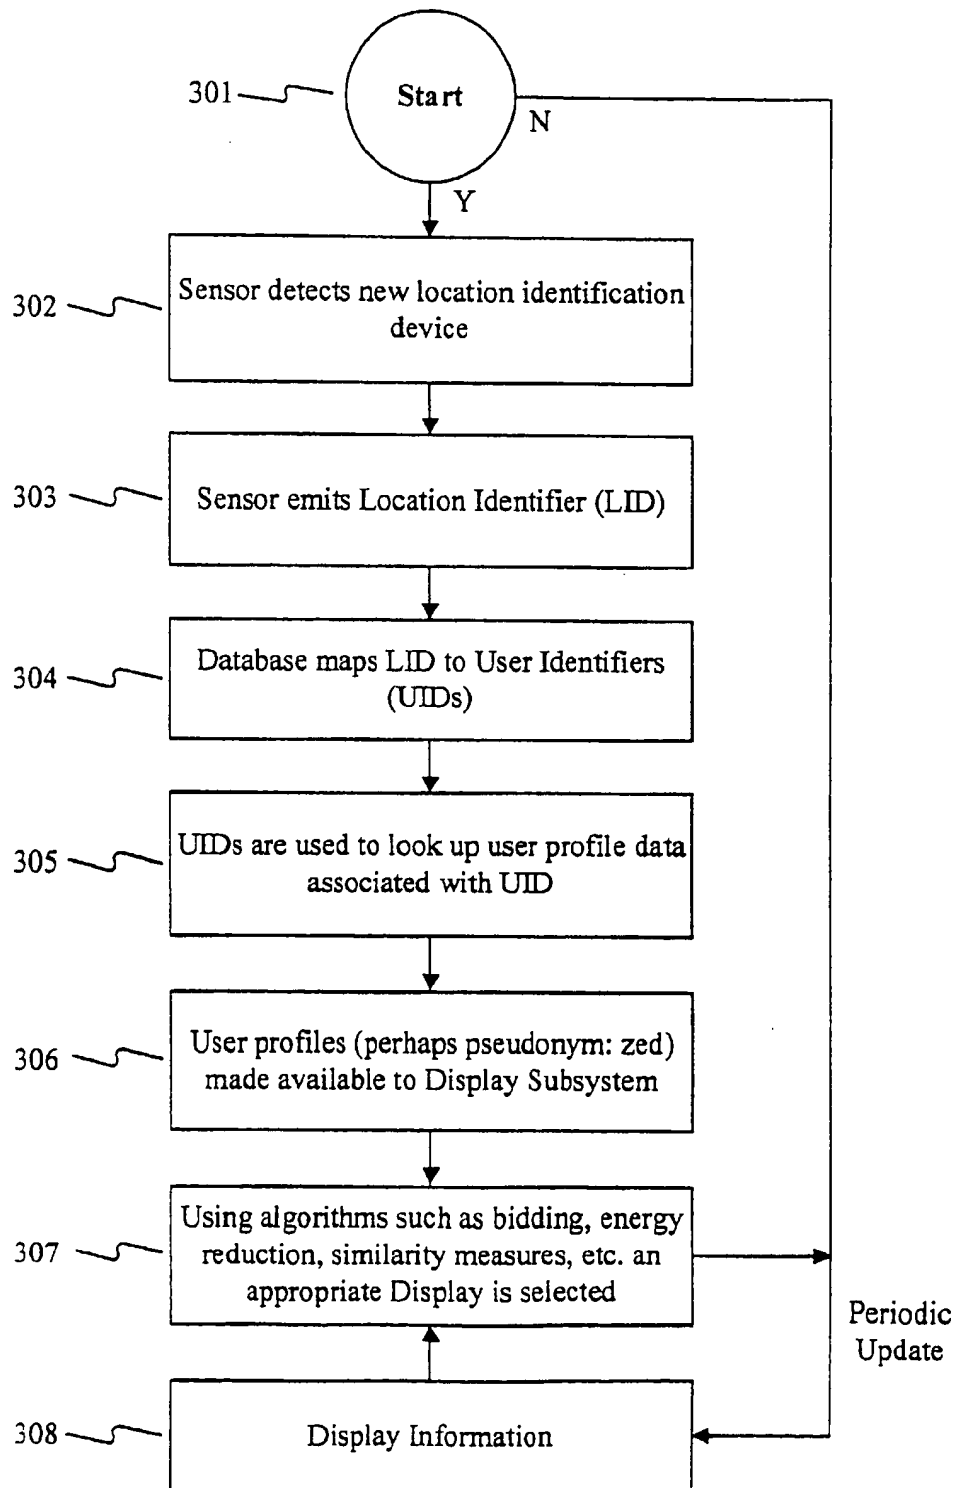 301
Start
N
Y
302
Sensor detects new location identification
device
303
Sensor emits Location Identifier (LID)
304
Database maps LID to User Identifiers
(UIDs)
305
UIDs are used to look up user profile data
associated with UID
306
User profiles (perhaps pseudonym: zed)
made available to Display Subsystem
307
Using algorithms such as bidding, energy
reduction, similarity measures, etc. an
appropriate Display is selected
Periodic
Update
308
Display Information